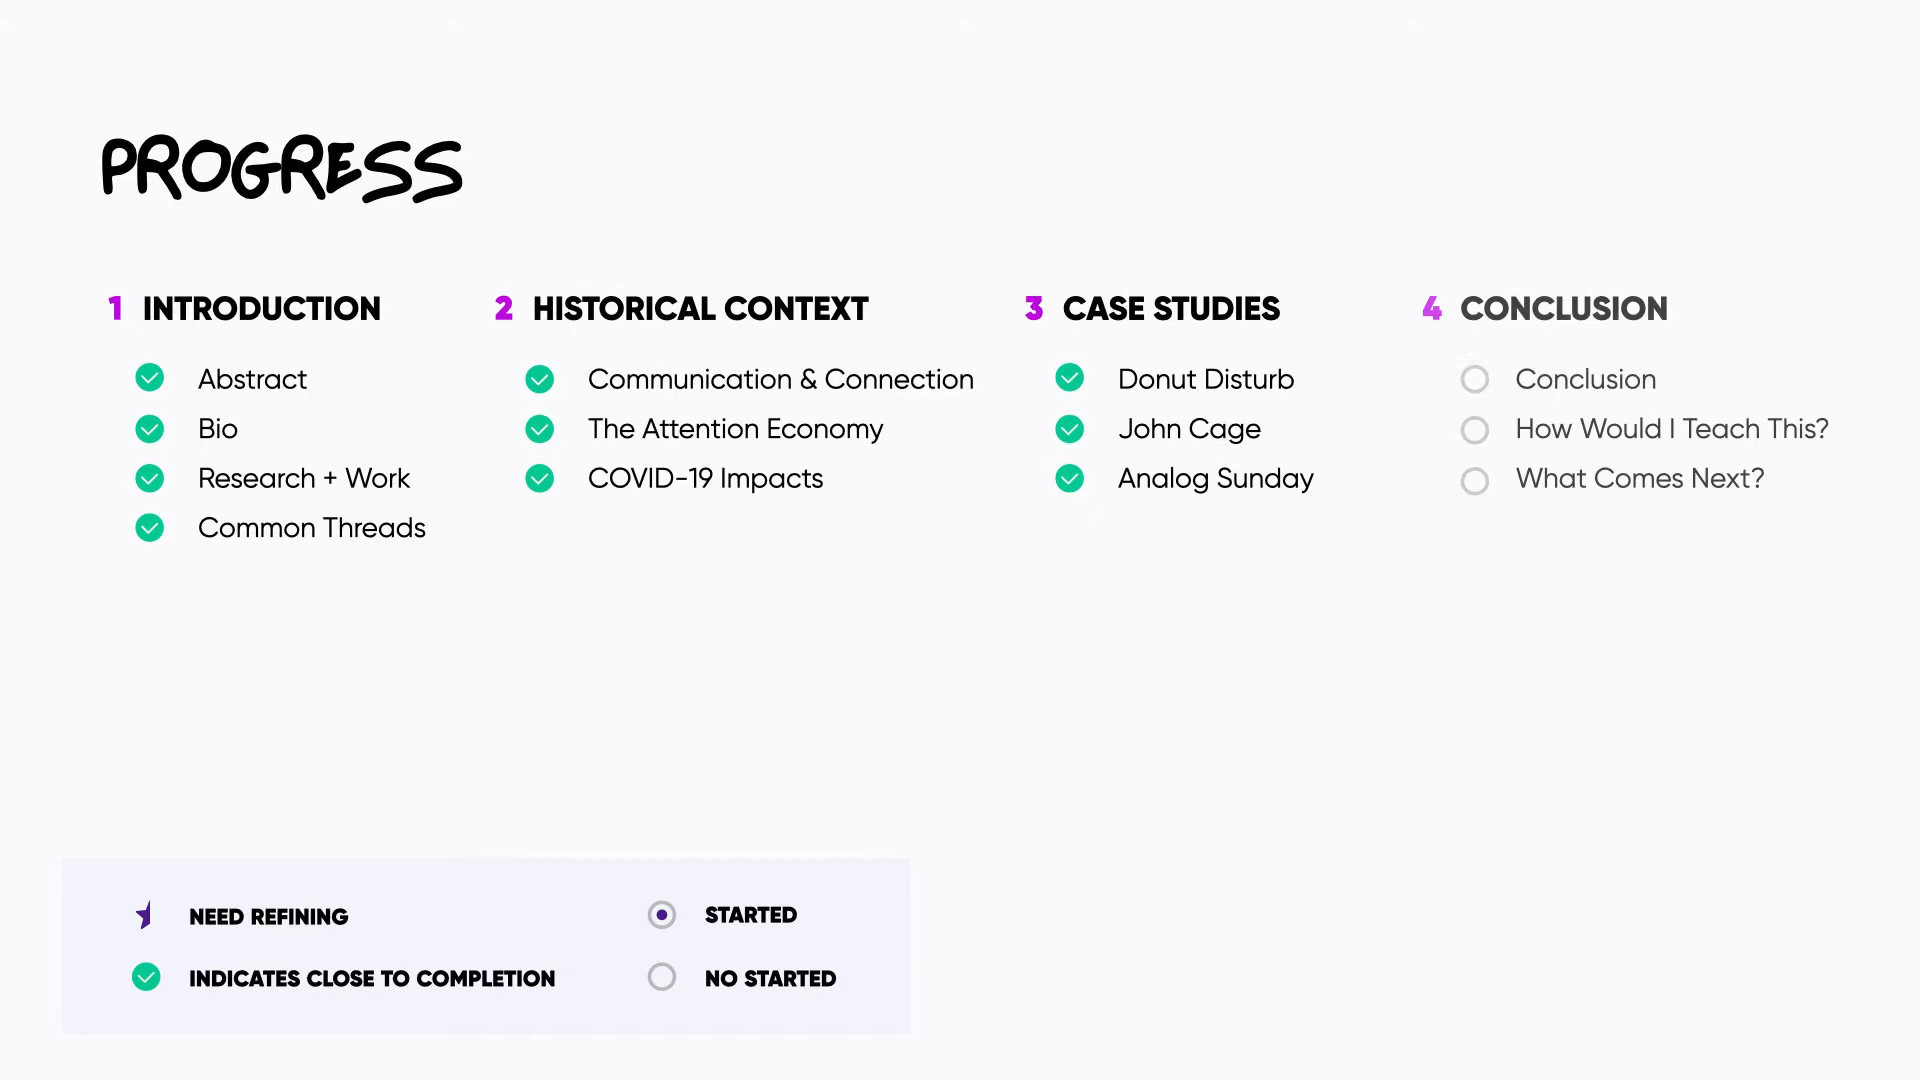 PROGRESS
1 INTRODUCTION
Abstract
Bio
Research + Work
Common Threads
2 HISTORICAL CONTEXT
Communication & Connection
The Attention Economy
COVID-19 Impacts
3 CASE STUDIES
Donut Disturb
John Cage
Analog Sunday
4 CONCLUSION
Conclusion
How Would I Teach This?
What Comes Next?
NEED REFINING
INDICATES CLOSE TO COMPLETION
STARTED
NO STARTED